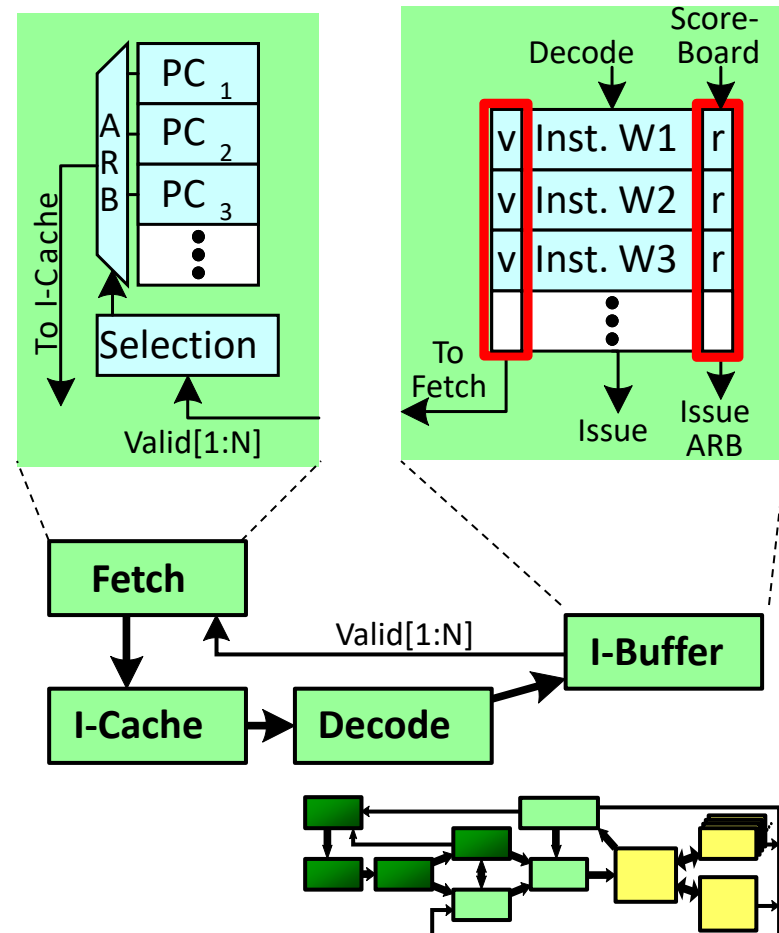 PC 1
PC 2
PC 3
A
R
B
To I-Cache
Selection
Valid[1:N]
Decode
Score-
Board
v Inst. W1 r
v Inst. W2 r
v Inst. W3 r
To
Fetch
Issue
Issue
ARB
Fetch
Valid[1:N]
I-Buffer
I-Cache
Decode